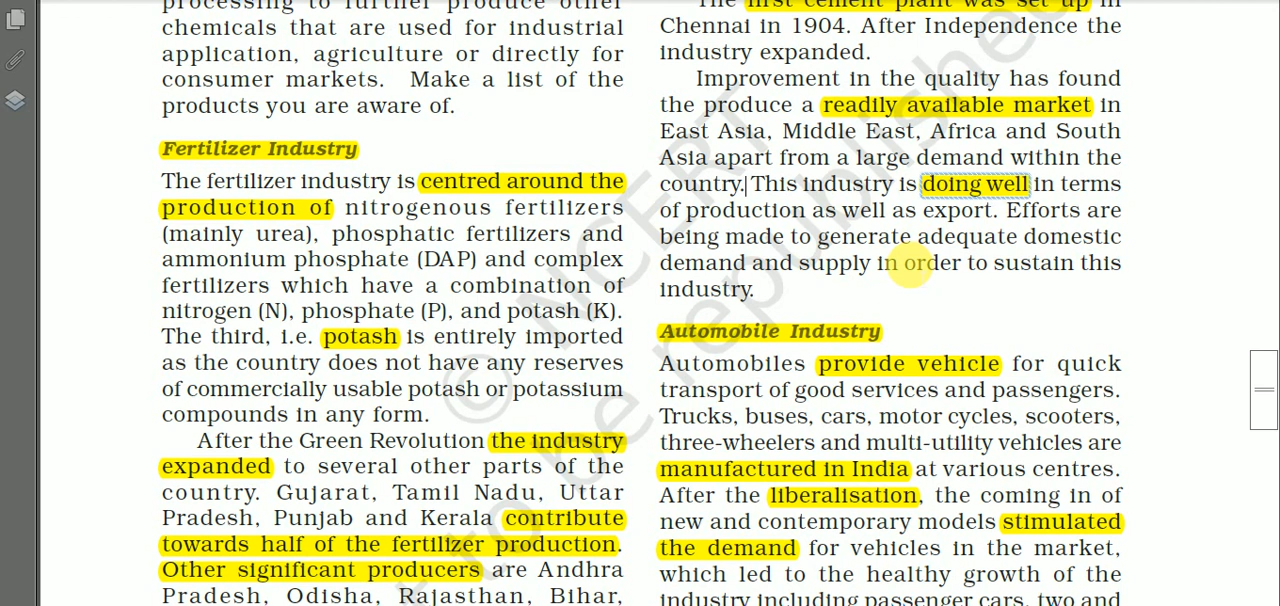 processing to further produce other
chemicals that are used for industrial
application, agriculture or directly for
consumer markets. Make a list of the
products you are aware of.
Fertilizer Industry
The fertilizer industry is centred around the
production of nitrogenous fertilizers
(mainly urea), phosphatic fertilizers and
ammonium phosphate (DAP) and complex
fertilizers which have a combination of
nitrogen (N), phosphate (P), and potash (K).
The third, i.e. potash is entirely imported
as the country does not have any reserves
of commercially usable potash or potassium
compounds in any form.
After the Green Revolution the industry
expanded to several other parts of the
country. Gujarat, Tamil Nadu, Uttar
Pradesh, Punjab and Kerala contribute
towards half of the fertilizer production.
Other significant producers are Andhra
Pradesh, Odisha, Rajasthan, Bihar,
The first cement plant was set up in
Chennai in 1904. After Independence the
industry expanded.
Improvement in the quality has found
the produce a readily available market in
East Asia, Middle East, Africa and South
Asia apart from a large demand within the
country. This industry is doing well in terms
of production as well as export. Efforts are
being made to generate adequate domestic
demand and supply in order to sustain this
industry.
Automobile Industry
Automobiles provide vehicle for quick
transport of good services and passengers.
Trucks, buses, cars, motor cycles, scooters,
three-wheelers and multi-utility vehicles are
manufactured in India at various centres.
After the liberalisation, the coming in of
new and contemporary models stimulated
the demand for vehicles in the market,
which led to the healthy growth of the
industry including passenger cars, two and
© NCERT
be republished